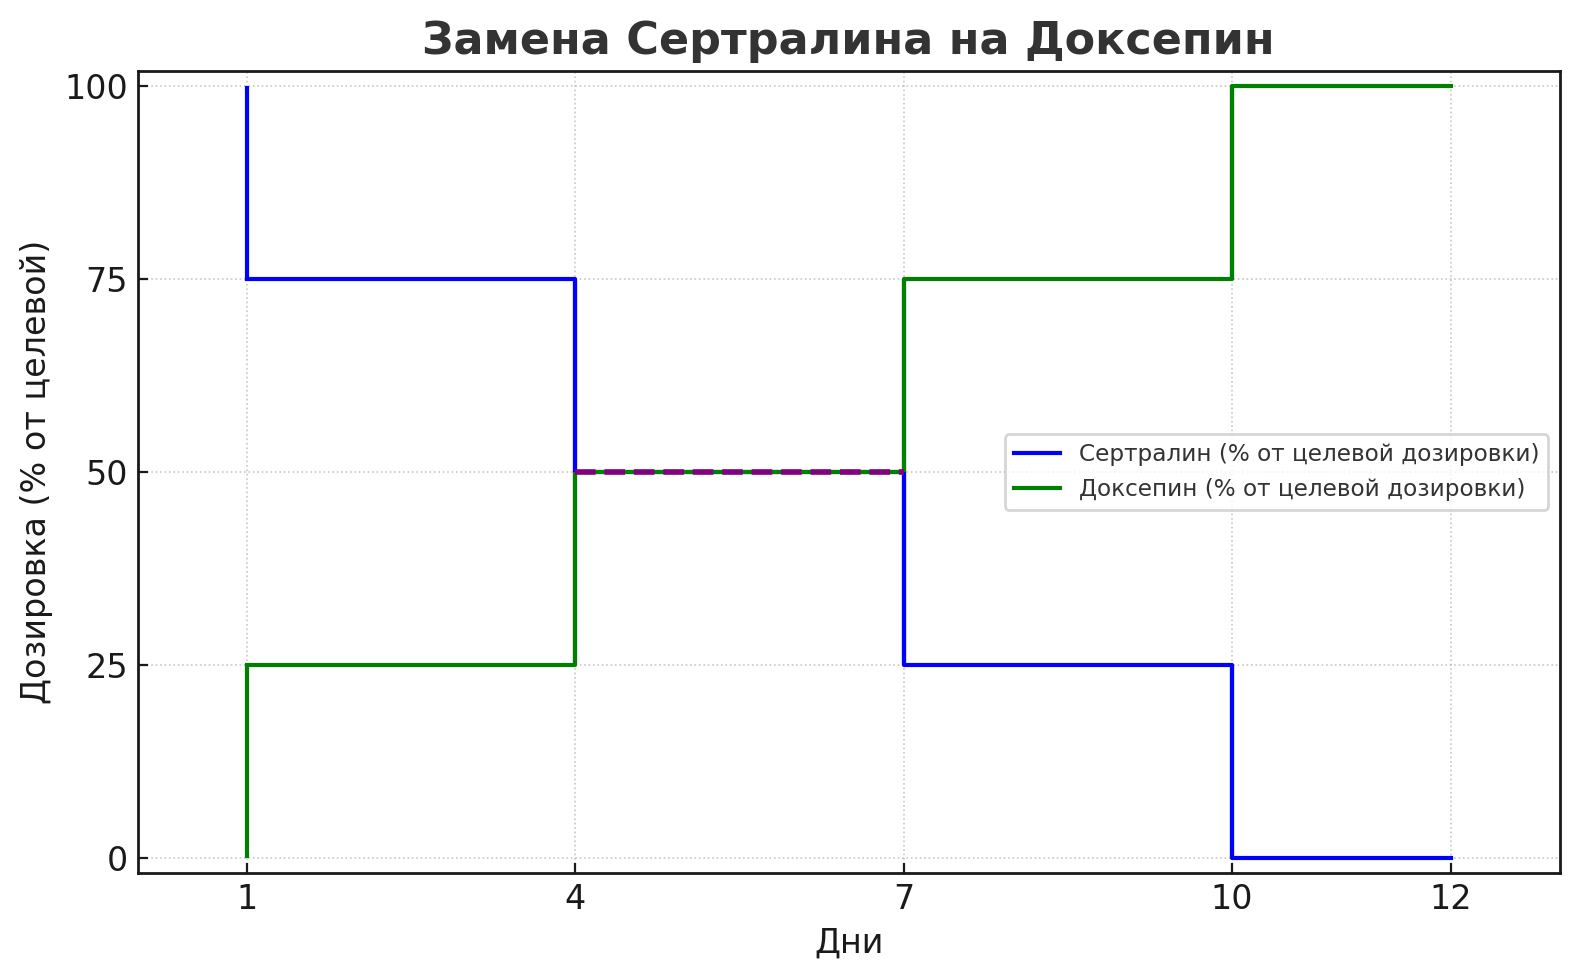 Замена Сертралина на Доксепин
Дозировка (% от целевой)
100
75
50
25
0
Сертралин (% от целевой дозировки)
Доксепин (% от целевой дозировки)
1 4 7 10 12
Дни